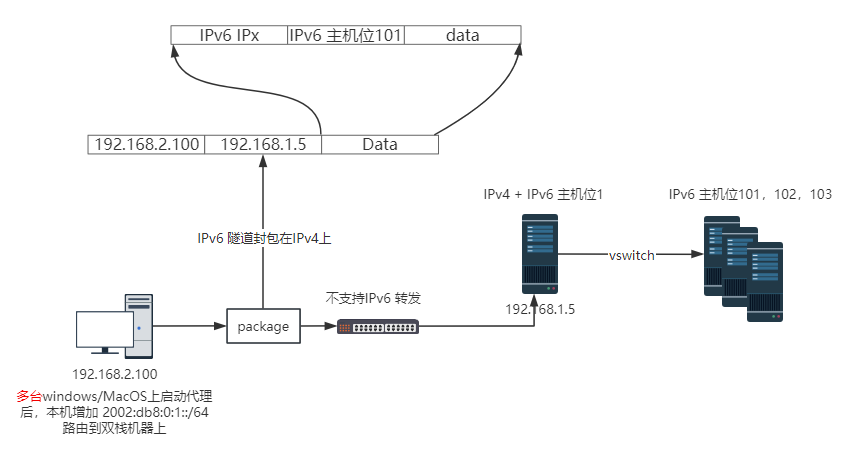 IPv6 IPx
IPv6 主机位101
data
192.168.2.100
192.168.1.5
Data
IPv4 + IPv6 主机位1
IPv6 主机位101，102，103
IPv6 隧道封包在IPv4上
vswitch
不支持IPv6 转发
192.168.1.5
package
192.168.2.100
多台windows/MacOS上启动代理
后，本机增加 2002:db8:0:1::/64
路由到双栈机器上